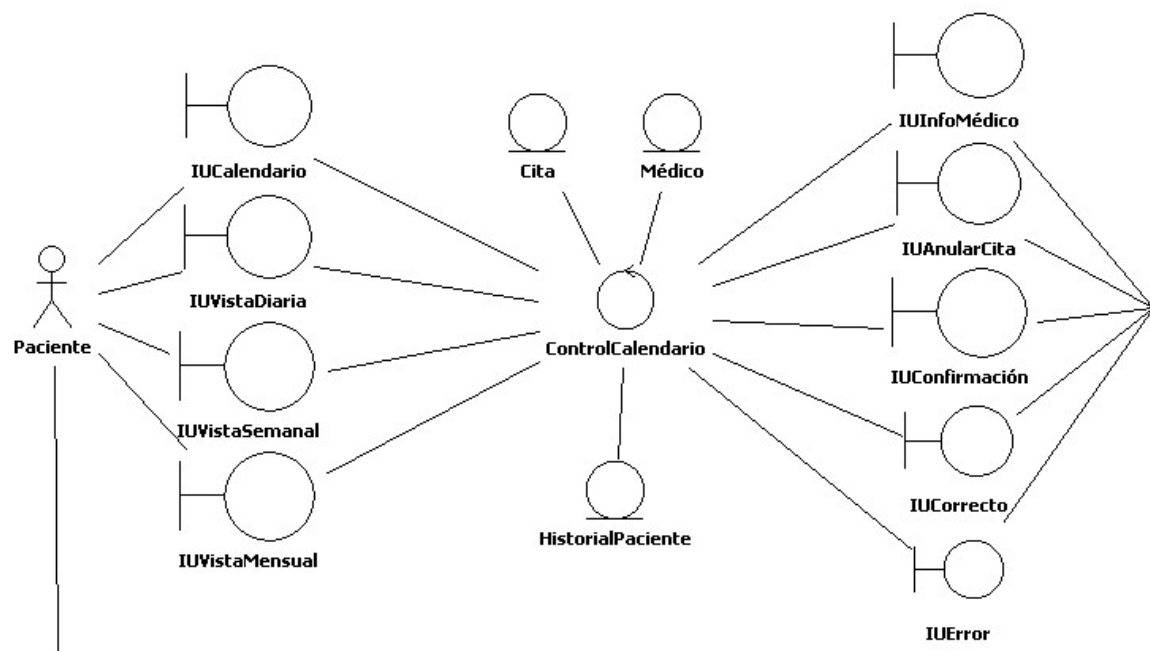 IUCalendario
IUVistaDiaria
Paciente
IUVistaSemanal
IUVistaMensual
Cita
Médico
ControlCalendario
HistorialPaciente
IUInfoMédico
IUAnularCita
IUConfirmación
IUCorrecto
IUError